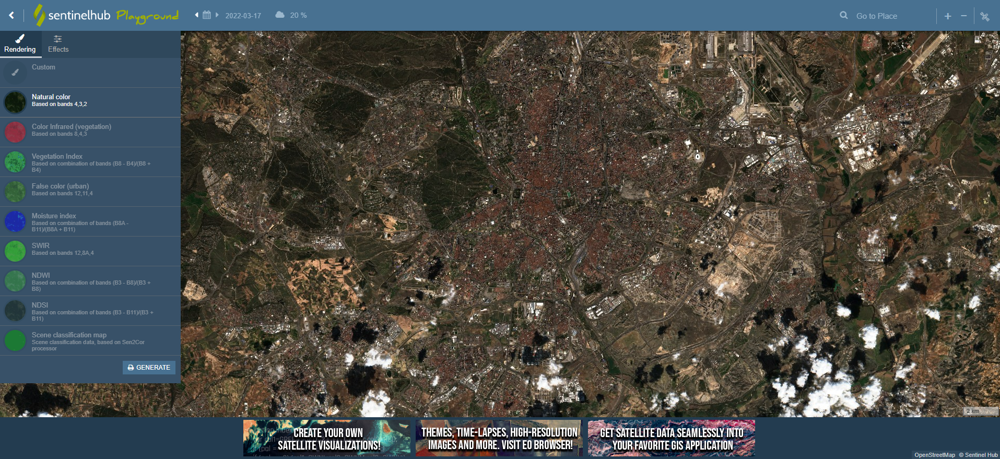 sentinelhub Playground
2022-03-17
20 %
Go to Place
Rendering
Effects
Custom
Natural color
Based on bands 4,3,2
Color Infrared (vegetation)
Based on bands 8,4,3
Vegetation Index
Based on combination of bands (B8 - B4)/(B8 +
B4)
False color (urban)
Based on bands 12,11,4
Moisture index
Based on combination of bands (B8A -
B11)/(B8A + B11)
SWIR
Based on bands 12,8A,4
NDWI
Based on combination of bands (B3 - B8)/(B3 +
B8)
NDSI
Based on combination of bands (B3 - B11)/(B3 +
B11)
Scene classification map
Scene classification data, based on Sen2Cor
processor
GENERATE
2 km
CREATE YOUR OWN
SATELLITE VISUALIZATIONS!
THEMES, TIME-LAPSES, HIGH-RESOLUTION
IMAGES AND MORE. VISIT EO BROWSER!
GET SATELLITE DATA SEAMLESSLY INTO
YOUR FAVORITE GIS APPLICATION
OpenStreetMap © Sentinel Hub